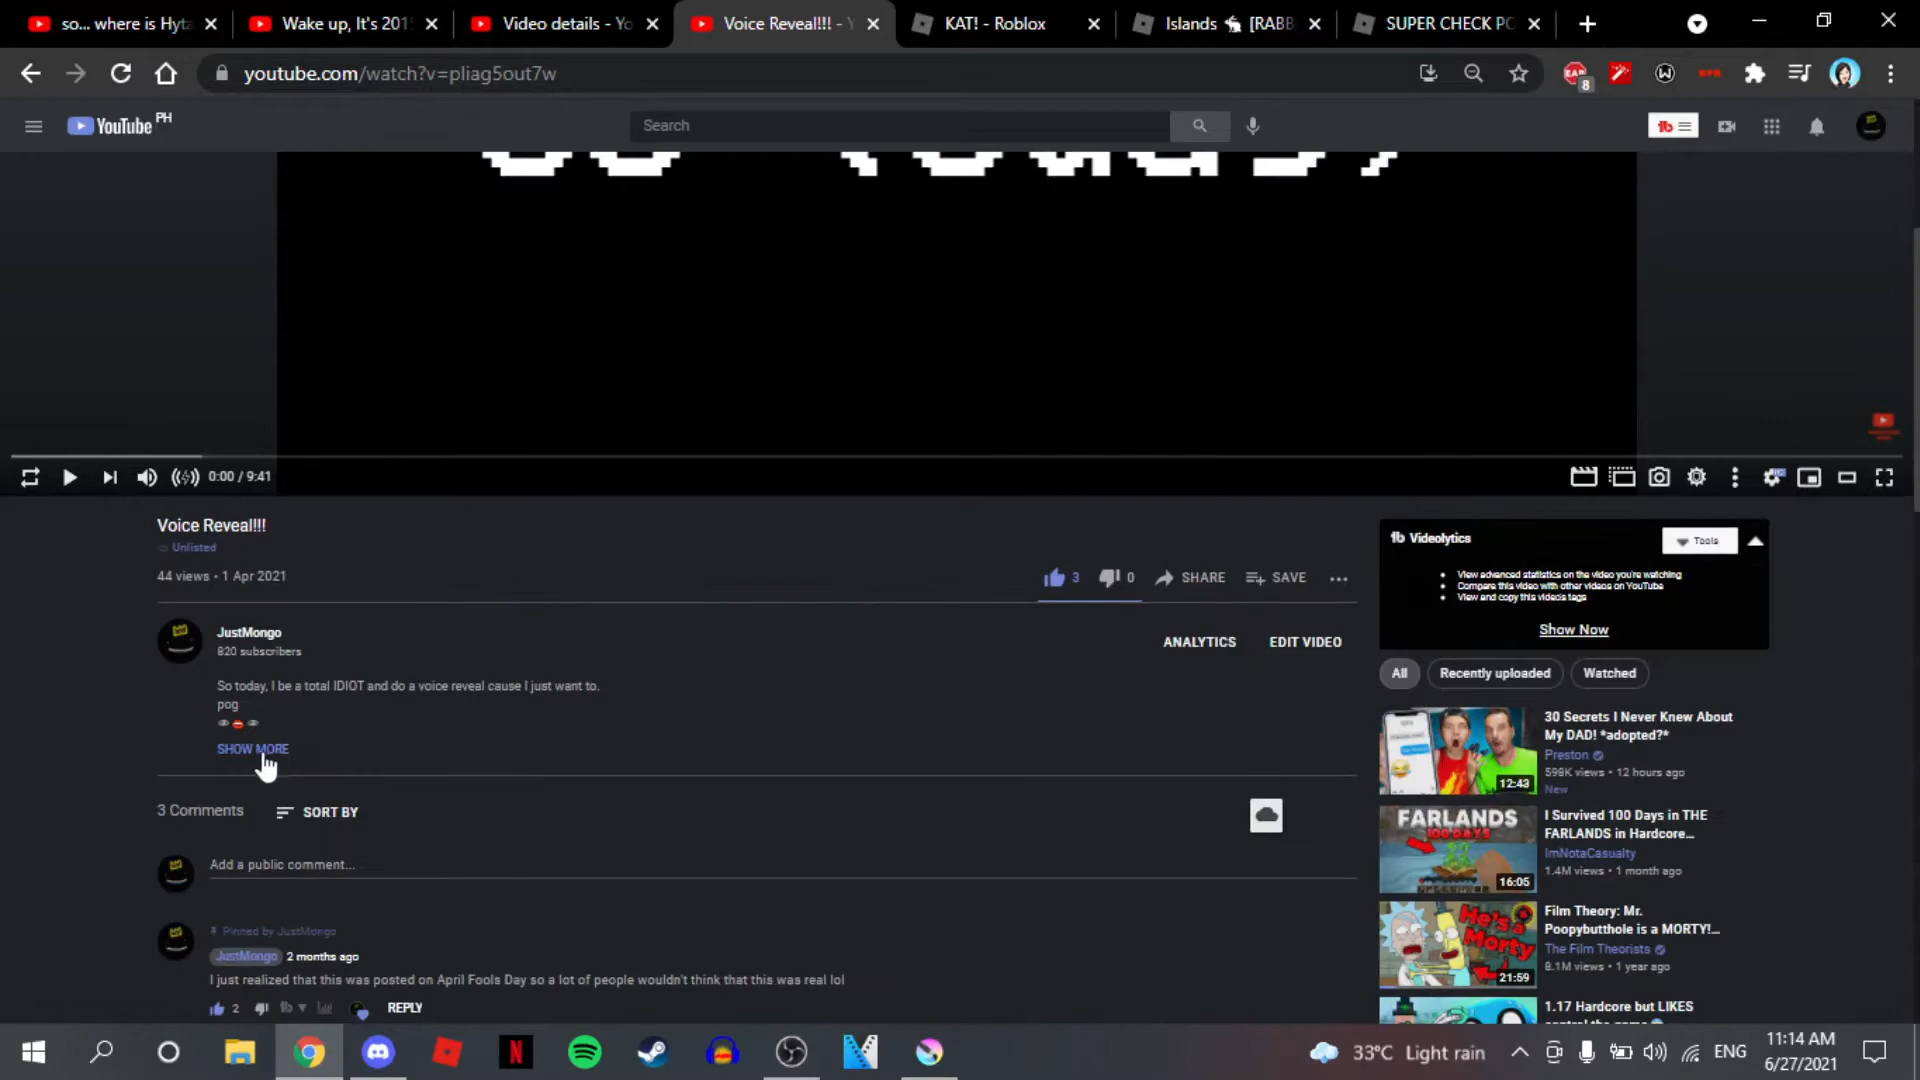 so... where is Hyta
Wake up, It's 201
Video details - Yo
Voice Reveal!!! - Y
KAT! - Roblox
Islands 🐇 [RABB
SUPER CHECK PO
youtube.com/watch?v=pliag5out7w
8
YouTube PH
Search
0:00 / 9:41
Voice Reveal!!!
Unlisted
44 views • 1 Apr 2021
3
0
SHARE
SAVE
JustMongo
820 subscribers
ANALYTICS
EDIT VIDEO
So today, I be a total IDIOT and do a voice reveal cause I just want to.
pog
👁👄👁
SHOW MORE
3 Comments
SORT BY
Add a public comment...
Pinned by JustMongo
JustMongo 2 months ago
I just realized that this was posted on April Fools Day so a lot of people wouldn't think that this was real lol
2
REPLY
Videolytics
Tools
View advanced statistics on the video you're watching
Compare this video with other videos on YouTube
View and copy this videos tags
Show Now
All
Recently uploaded
Watched
12:43
30 Secrets I Never Knew About
My DAD! *adopted?*
Preston
598K views • 12 hours ago
New
FARLANDS
100 DAYS
16:05
I Survived 100 Days in THE
FARLANDS in Hardcore...
ImNotaCasualty
1.4M views • 1 month ago
He's a
Morty
21:59
Film Theory: Mr.
Poopybutthole is a MORTY!...
The Film Theorists
8.1M views • 1 year ago
1.17 Hardcore but LIKES
33°C Light rain
ENG
11:14 AM
6/27/2021